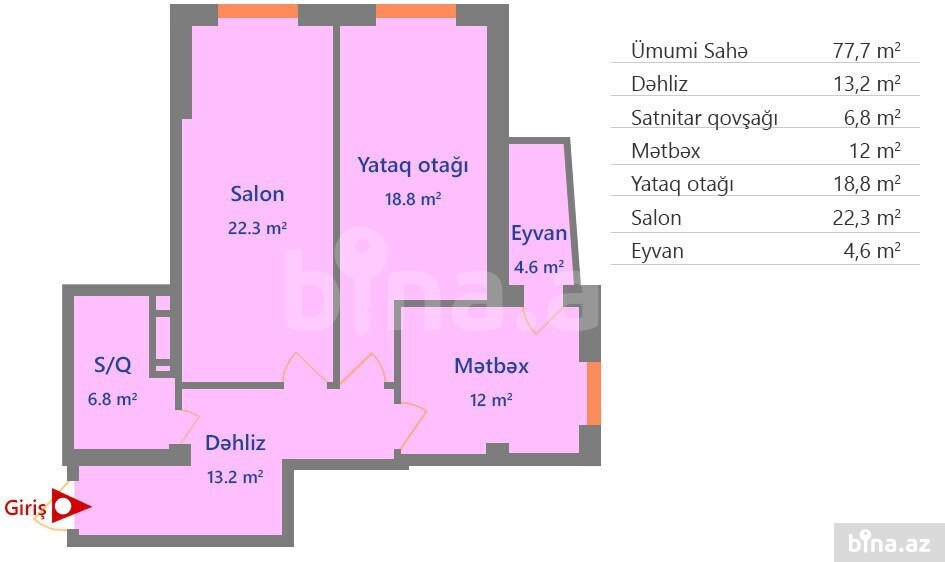 Ümumi Sahə 77,7 m²
Dəhliz 13,2 m²
Satnitar qovşağı 6,8 m²
Mətbəx 12 m²
Yataq otağı 18,8 m²
Salon 22,3 m²
Eyvan 4,6 m²
Yataq otağı
18.8 m²
Salon
22.3 m²
Eyvan
4.6 m²
S/Q
6.8 m²
Mətbəx
12 m²
Dəhliz
13.2 m²
Giriş
bina.az
bina.az